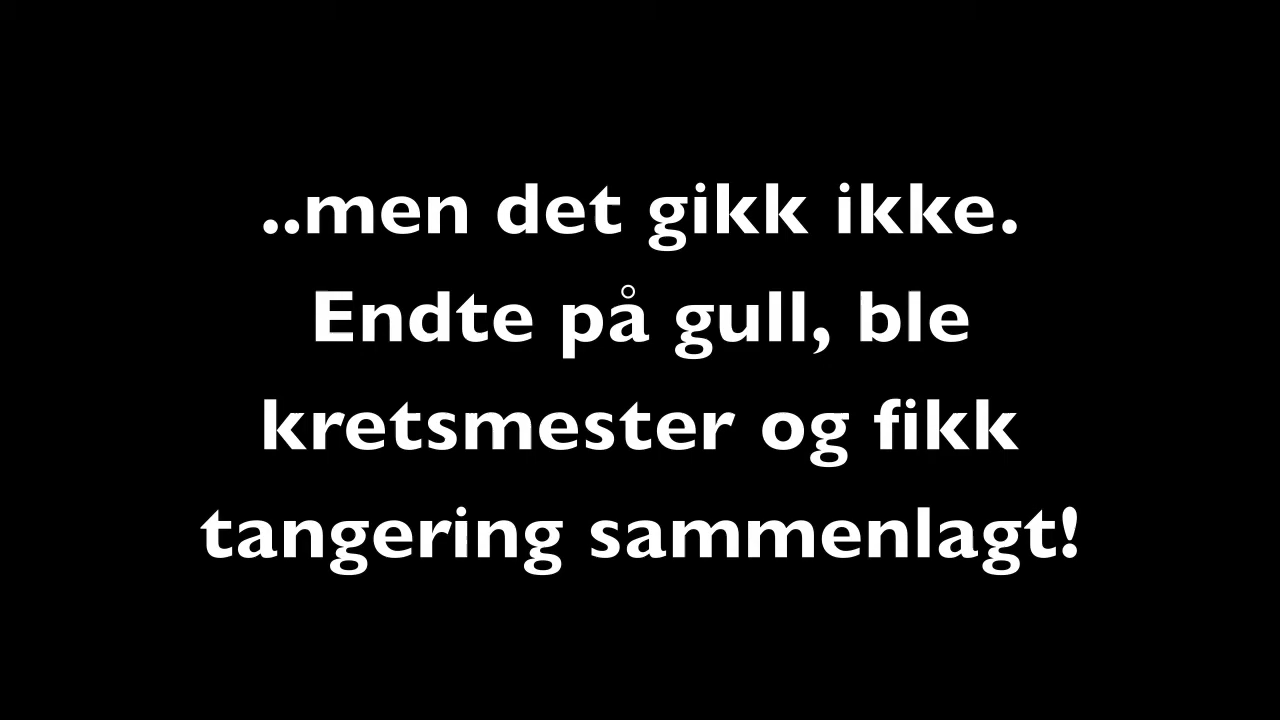 ..men det gikk ikke.
Endte på gull, ble
kretsmester og fikk
tangering sammenlagt!